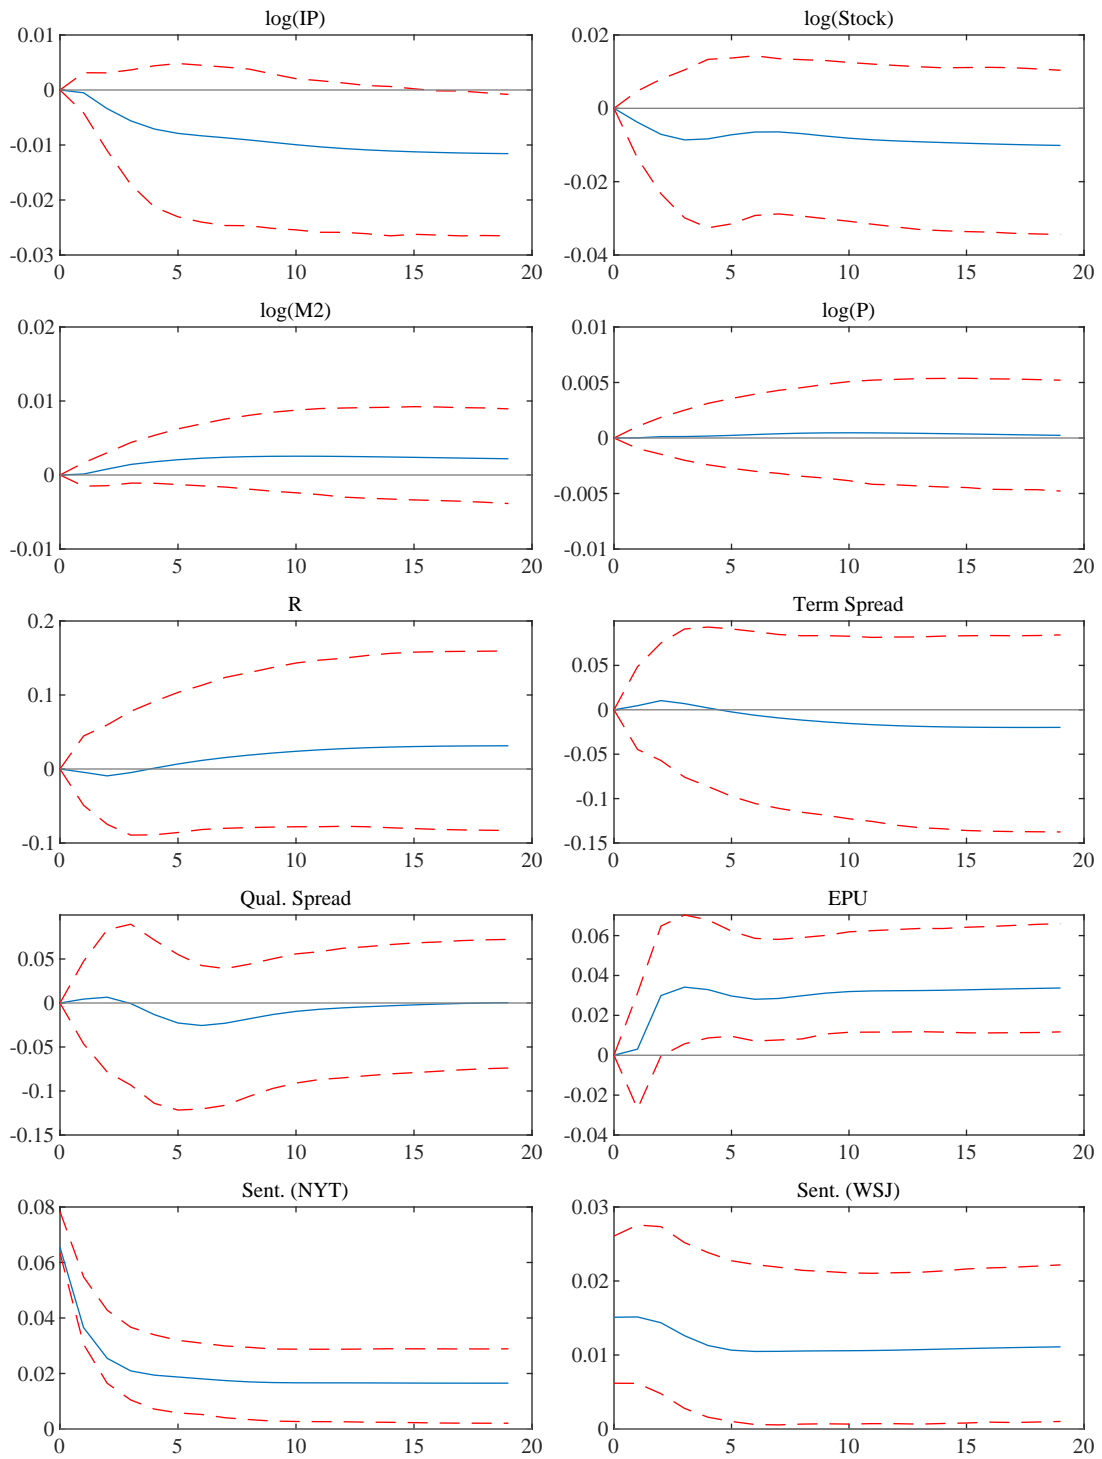 log(IP)
0.01
0
-0.01
-0.02
-0.03
0 5 10 15 20
log(Stock)
0.02
0
-0.02
-0.04
0 5 10 15 20
log(M2)
0.02
0.01
0
-0.01
0 5 10 15 20
log(P)
0.01
0.005
0
-0.005
-0.01
0 5 10 15 20
R
0.2
0.1
0
-0.1
0 5 10 15 20
Term Spread
0.05
0
-0.05
-0.1
-0.15
0 5 10 15 20
Qual. Spread
0.05
0
-0.05
-0.1
-0.15
0 5 10 15 20
EPU
0.06
0.04
0.02
0
-0.02
-0.04
0 5 10 15 20
Sent. (NYT)
0.08
0.06
0.04
0.02
0
0 5 10 15 20
Sent. (WSJ)
0.03
0.02
0.01
0
0 5 10 15 20